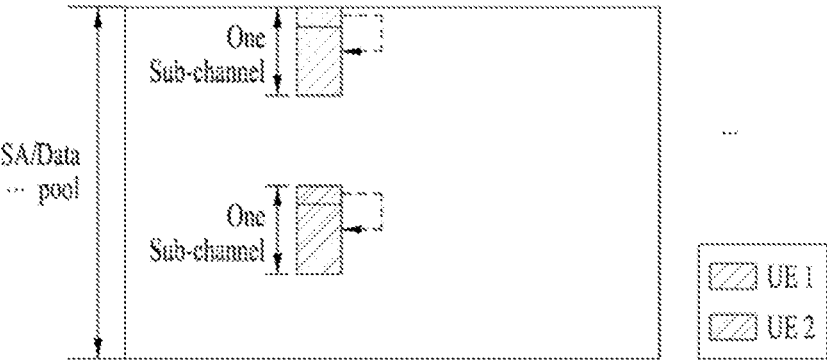 One
Sub-channel
SA/Data
... pool
...
One
Sub-channel
UE 1
UE 2